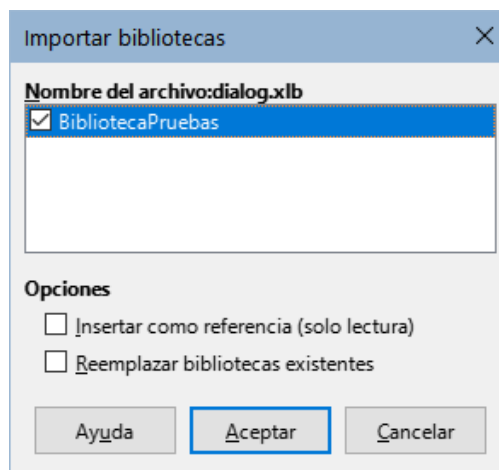 Importar bibliotecas
Nombre del archivo:dialog.xlb
BibliotecaPruebas
Opciones
Insertar como referencia (solo lectura)
Reemplazar bibliotecas existentes
Ayuda Aceptar Cancelar